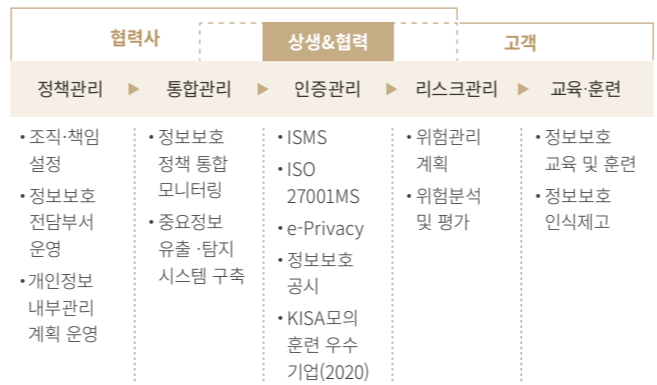 협력사
상생&협력
고객
정책관리 ▶ 통합관리 ▶ 인증관리 ▶ 리스크관리 ▶ 교육·훈련
• 조직·책임
설정
• 정보보호
전담부서
운영
• 개인정보
내부관리
계획 운영
• 정보보호
정책 통합
모니터링
• 중요정보
유출 ·탐지
시스템 구축
• ISMS
• ISO
27001MS
• e-Privacy
• 정보보호
공시
• KISA모의
훈련 우수
기업(2020)
• 위험관리
계획
• 위험분석
및 평가
• 정보보호
교육 및 훈련
• 정보보호
인식제고